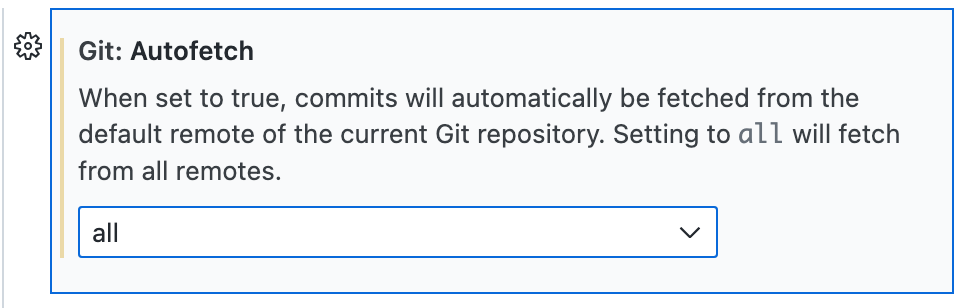 Git: Autofetch
When set to true, commits will automatically be fetched from the
default remote of the current Git repository. Setting to all will fetch
from all remotes.
all